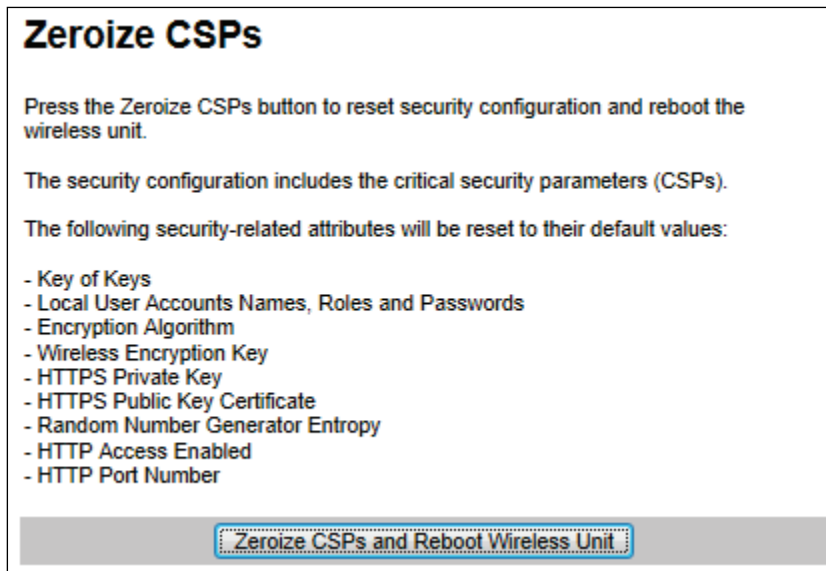 Zeroize CSPs
Press the Zeroize CSPs button to reset security configuration and reboot the
wireless unit.
The security configuration includes the critical security parameters (CSPs).
The following security-related attributes will be reset to their default values:
- Key of Keys
- Local User Accounts Names, Roles and Passwords
- Encryption Algorithm
- Wireless Encryption Key
- HTTPS Private Key
- HTTPS Public Key Certificate
- Random Number Generator Entropy
- HTTP Access Enabled
- HTTP Port Number
Zeroize CSPs and Reboot Wireless Unit